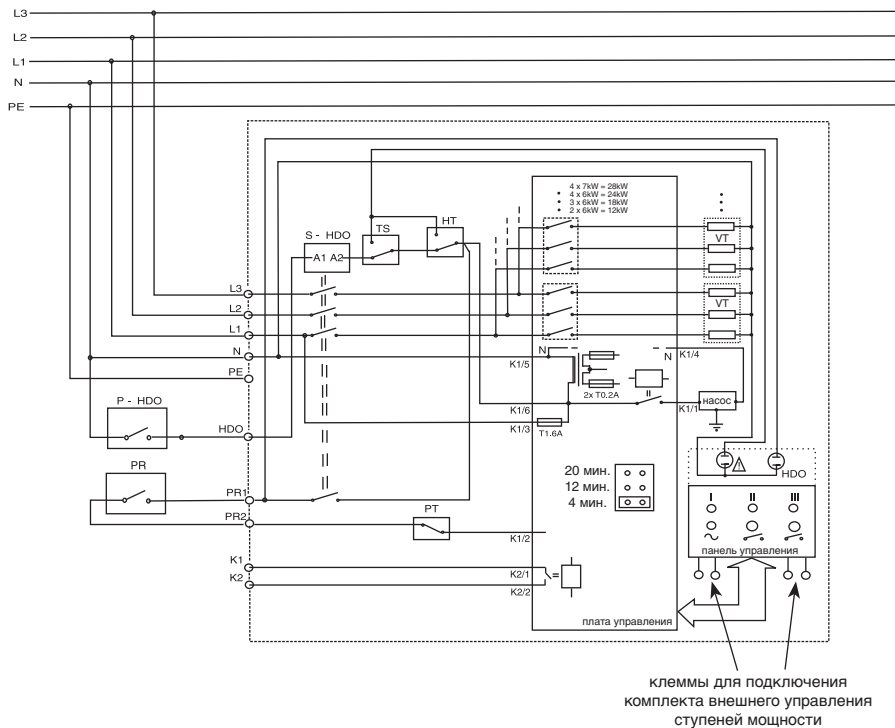 L3
L2
L1
N
PE
4 x 7kW = 28kW
4 x 6kW = 24kW
3 x 6kW = 18kW
2 x 6kW = 12kW
S - HDO
TS
HT
A1 A2
VT
L3
L2
L1
VT
N
K1/5
N
N
K1/4
PE
2x T0.2A
P - HDO
K1/6
K1/1
насос
HDO
K1/3
T1.6A
PR
20 мин.
12 мин.
4 мин.
HDO
PR1
I II III
PR2
PT
K1/2
панель управления
K1
K2/1
K2
K2/2
плата управления
клеммы для подключения
комплекта внешнего управления
ступеней мощности